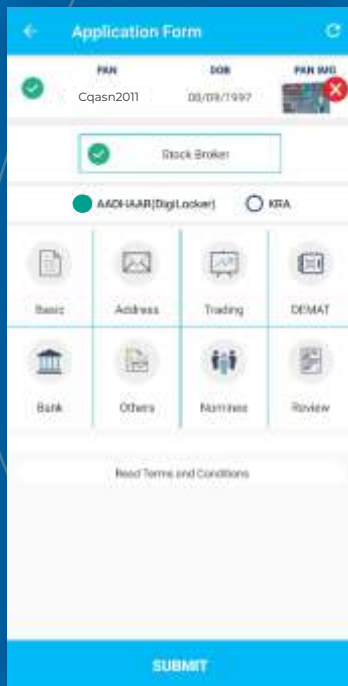 Application Form
PAN DOB PAN IMG
Cqasn2011 08/09/1997
Stock Broker
AADHAAR(DigiLocker) KRA
Basic Address Trading DEMAT
Bank Others Nominee Review
Read Terms and Conditions
SUBMIT